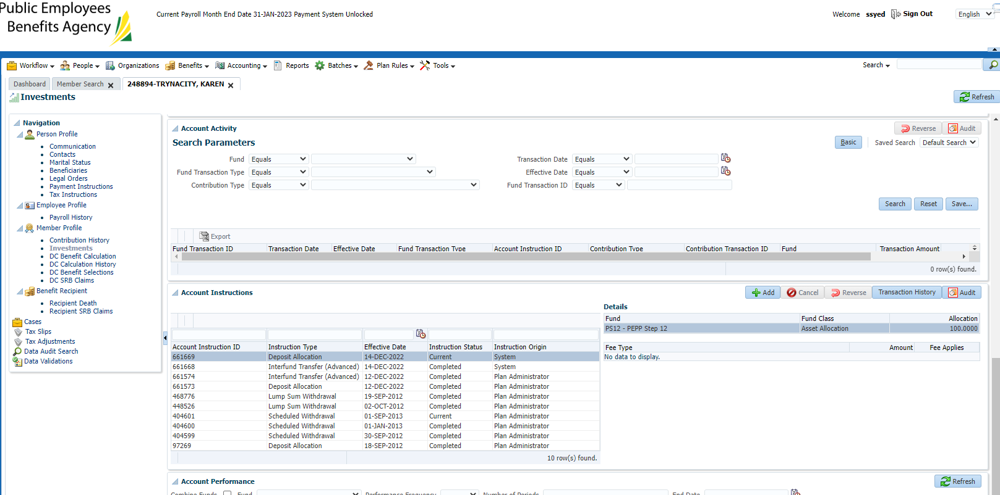 Public Employees
Benefits Agency
Current Payroll Month End Date 31-JAN-2023 Payment System Unlocked
Welcome ssyed Sign Out English
Workflow People Organizations Benefits Accounting Reports Batches Plan Rules Tools Search
Dashboard Member Search 248894-TRYNACITY, KAREN
Investments
Refresh
Navigation
Person Profile
Communication
Contacts
Marital Status
Beneficiaries
Legal Orders
Payment Instructions
Tax Instructions
Employee Profile
Payroll History
Member Profile
Contribution History
Investments
DC Benefit Calculation
DC Calculation History
DC Benefit Selections
DC SRB Claims
Benefit Recipient
Recipient Death
Recipient SRB Claims
Cases
Tax Slips
Tax Adjustments
Data Audit Search
Data Validations
Account Activity Reverse Audit
Search Parameters Basic Saved Search Default Search
Fund Equals Transaction Date Equals
Fund Transaction Type Equals Effective Date Equals
Contribution Type Equals Fund Transaction ID Equals
Search Reset Save...
Export
Fund Transaction ID Transaction Date Effective Date Fund Transaction Type Account Instruction ID Contribution Type Contribution Transaction ID Fund Transaction Amount
0 row(s) found.
Account Instructions Add Cancel Reverse Transaction History Audit
Account Instruction ID Instruction Type Effective Date Instruction Status Instruction Origin
661669 Deposit Allocation 14-DEC-2022 Current System
661668 Interfund Transfer (Advanced) 14-DEC-2022 Completed System
661574 Interfund Transfer (Advanced) 12-DEC-2022 Completed Plan Administrator
661573 Deposit Allocation 12-DEC-2022 Completed Plan Administrator
468776 Lump Sum Withdrawal 19-SEP-2012 Completed Plan Administrator
448526 Lump Sum Withdrawal 02-OCT-2012 Completed Plan Administrator
404601 Scheduled Withdrawal 01-SEP-2013 Current Plan Administrator
404600 Scheduled Withdrawal 01-JAN-2013 Completed Plan Administrator
404599 Scheduled Withdrawal 30-SEP-2012 Completed Plan Administrator
97269 Deposit Allocation 18-SEP-2012 Completed Plan Administrator
10 row(s) found.
Details
Fund Fund Class Allocation
PS12 - PEPP Step 12 Asset Allocation 100.0000
Fee Type Amount Fee Applies
No data to display.
Account Performance Refresh
Combine Funds Fund Performance Frequency Number of Periods End Date